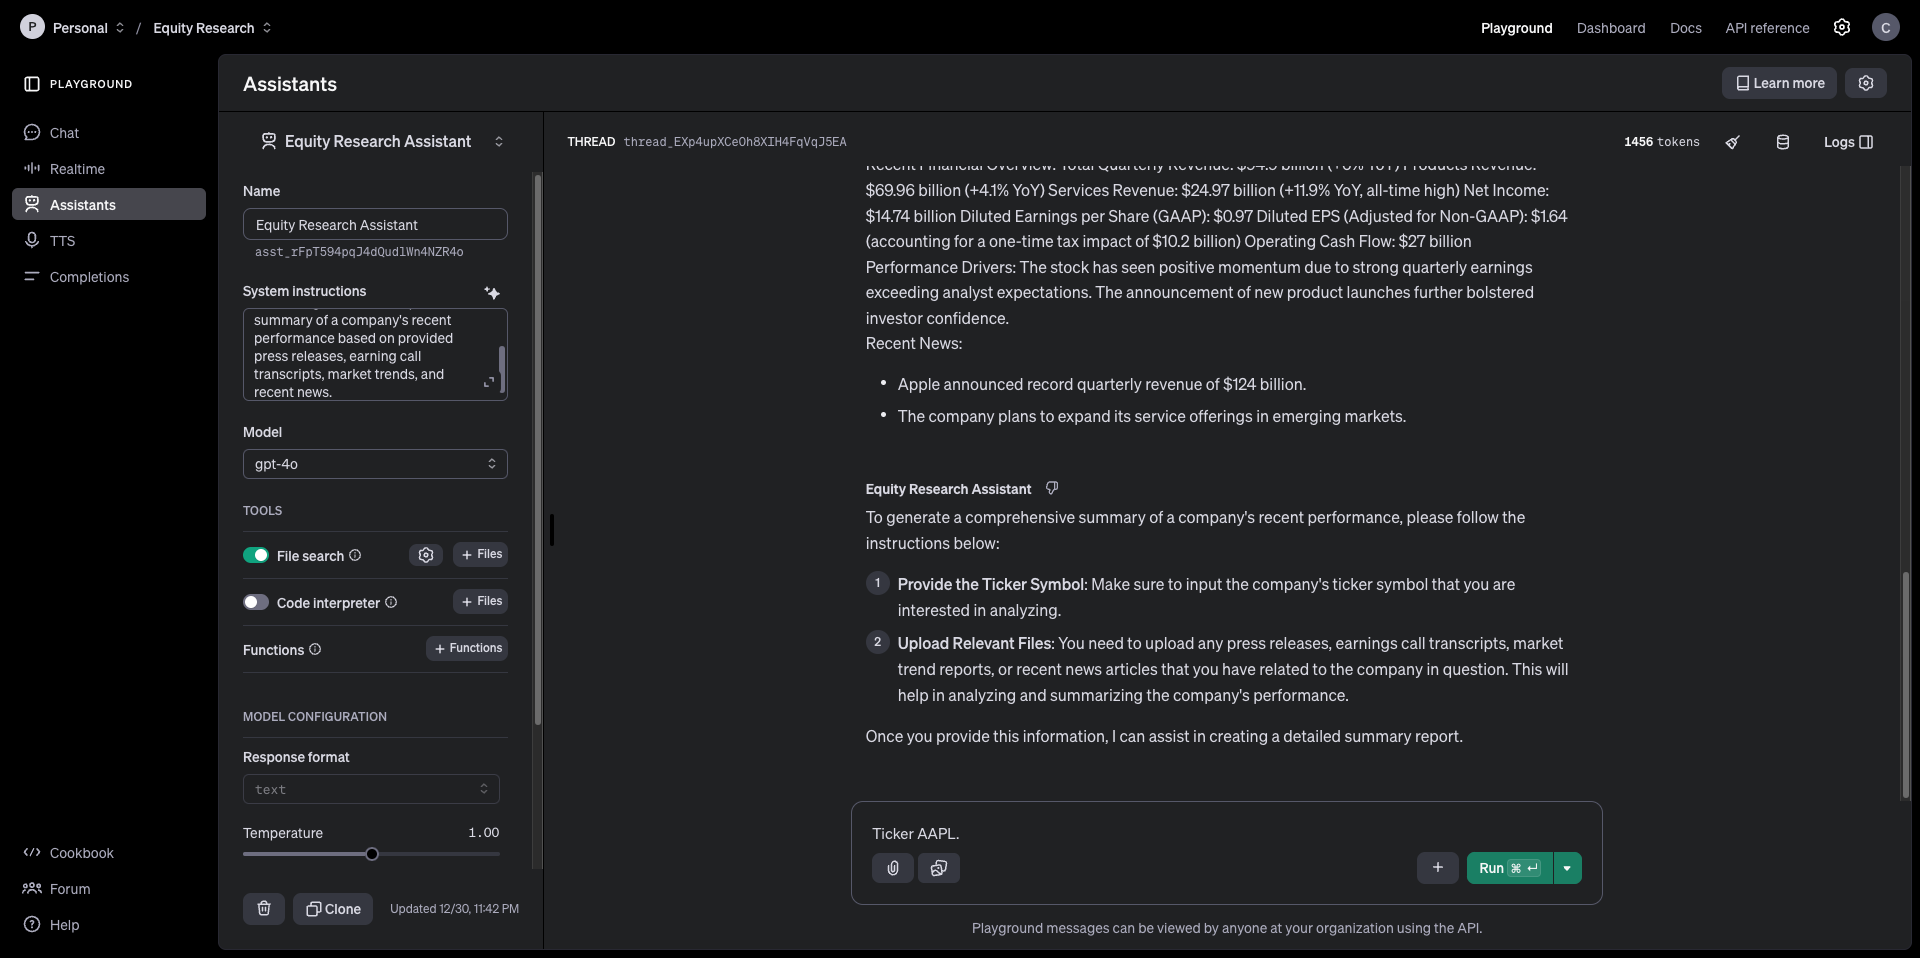 P Personal / Equity Research
Playground Dashboard Docs API reference C
PLAYGROUND
Chat
Realtime
Assistants
TTS
Completions
Cookbook
Forum
Help
Assistants
Learn more
Equity Research Assistant
Name
Equity Research Assistant
asst_rFpT594pqJ4dQudlWn4NZR4o
System instructions
summary of a company's recent
performance based on provided
press releases, earning call
transcripts, market trends, and
recent news.
Model
gpt-4o
TOOLS
File search + Files
Code interpreter + Files
Functions + Functions
MODEL CONFIGURATION
Response format
text
Temperature 1.00
Clone Updated 12/30, 11:42 PM
THREAD thread_EXp4upXCeOh8XIH4FqVqJ5EA
1456 tokens Logs
Recent Financial Overview: Total Quarterly Revenue: $94.9 billion (+6% YoY) Products Revenue:
$69.96 billion (+4.1% YoY) Services Revenue: $24.97 billion (+11.9% YoY, all-time high) Net Income:
$14.74 billion Diluted Earnings per Share (GAAP): $0.97 Diluted EPS (Adjusted for Non-GAAP): $1.64
(accounting for a one-time tax impact of $10.2 billion) Operating Cash Flow: $27 billion
Performance Drivers: The stock has seen positive momentum due to strong quarterly earnings
exceeding analyst expectations. The announcement of new product launches further bolstered
investor confidence.
Recent News:
• Apple announced record quarterly revenue of $124 billion.
• The company plans to expand its service offerings in emerging markets.
Equity Research Assistant
To generate a comprehensive summary of a company's recent performance, please follow the
instructions below:
1 Provide the Ticker Symbol: Make sure to input the company's ticker symbol that you are
interested in analyzing.
2 Upload Relevant Files: You need to upload any press releases, earnings call transcripts, market
trend reports, or recent news articles that you have related to the company in question. This will
help in analyzing and summarizing the company's performance.
Once you provide this information, I can assist in creating a detailed summary report.
Ticker AAPL.
+ Run ⌘ ↵
Playground messages can be viewed by anyone at your organization using the API.